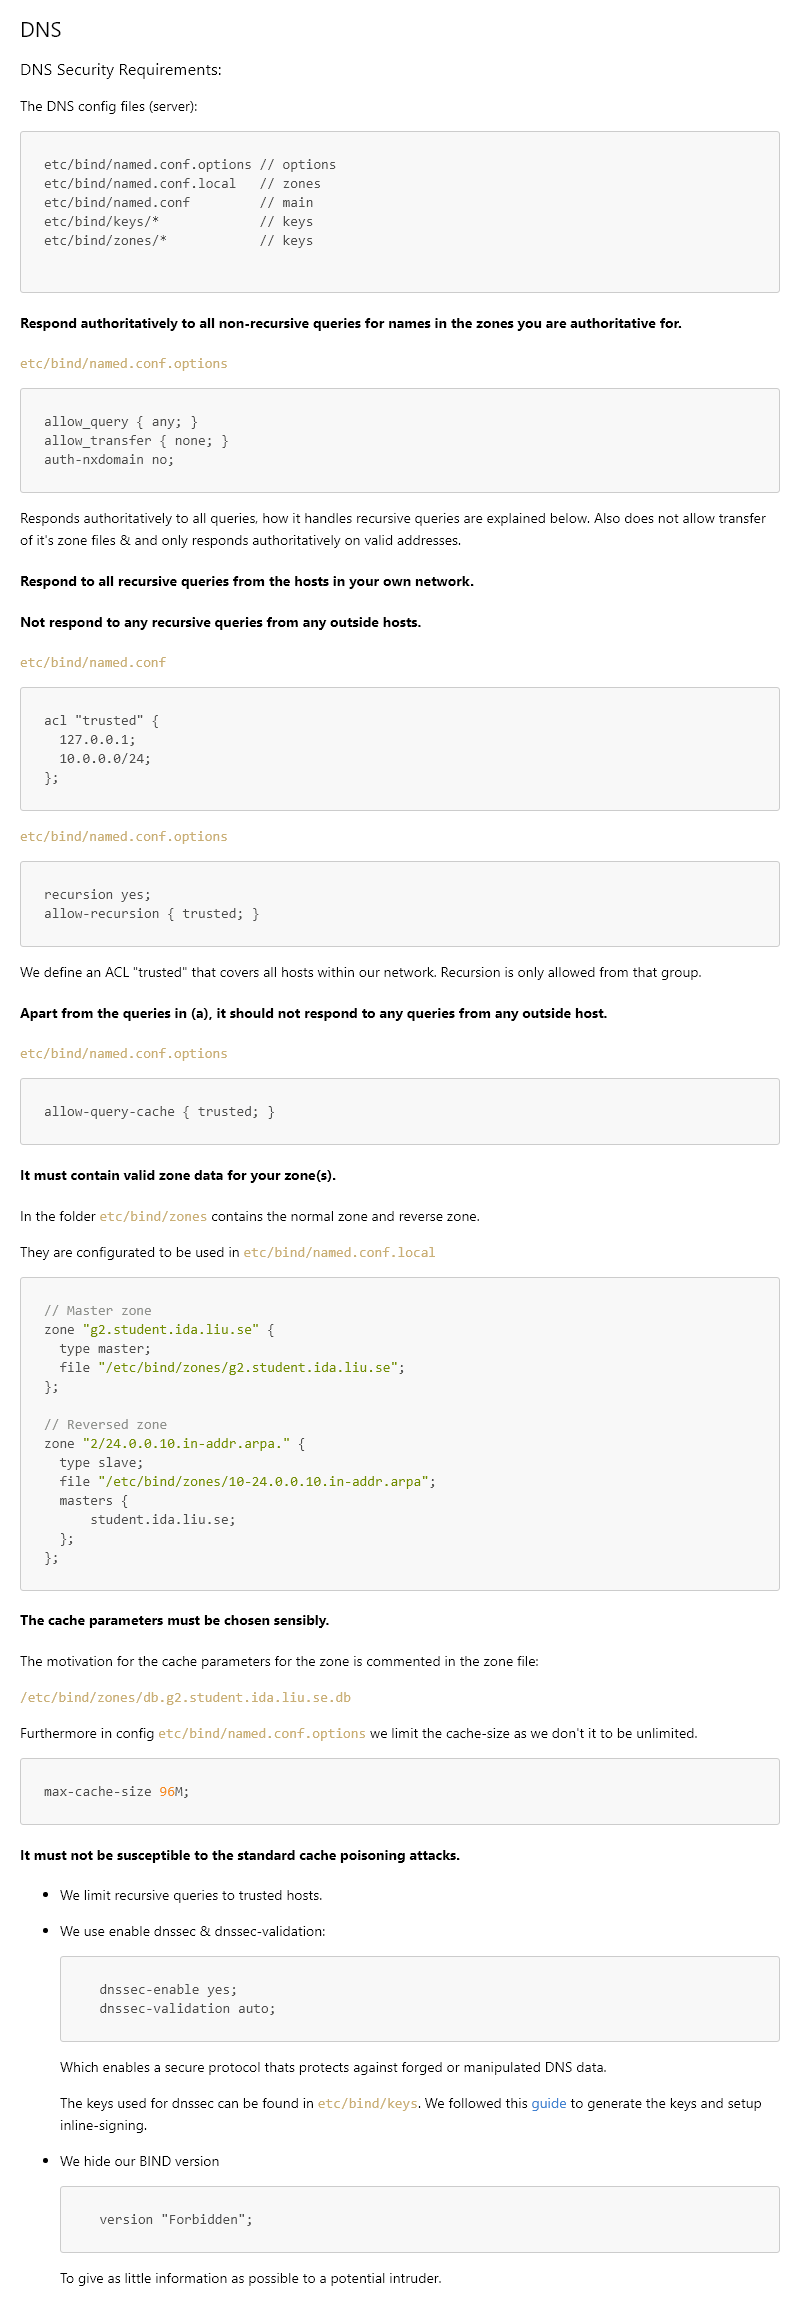 DNS
DNS Security Requirements:
The DNS config files (server):
etc/bind/named.conf.options // options
etc/bind/named.conf.local   // zones
etc/bind/named.conf         // main
etc/bind/keys/*             // keys
etc/bind/zones/*            // keys
Respond authoritatively to all non-recursive queries for names in the zones you are authoritative for.
etc/bind/named.conf.options
allow_query { any; }
allow_transfer { none; }
auth-nxdomain no;
Responds authoritatively to all queries, how it handles recursive queries are explained below. Also does not allow transfer
of it's zone files & and only responds authoritatively on valid addresses.
Respond to all recursive queries from the hosts in your own network.
Not respond to any recursive queries from any outside hosts.
etc/bind/named.conf
acl "trusted" {
  127.0.0.1;
  10.0.0.0/24;
};
etc/bind/named.conf.options
recursion yes;
allow-recursion { trusted; }
We define an ACL "trusted" that covers all hosts within our network. Recursion is only allowed from that group.
Apart from the queries in (a), it should not respond to any queries from any outside host.
etc/bind/named.conf.options
allow-query-cache { trusted; }
It must contain valid zone data for your zone(s).
In the folder etc/bind/zones contains the normal zone and reverse zone.
They are configurated to be used in etc/bind/named.conf.local
// Master zone
zone "g2.student.ida.liu.se" {
  type master;
  file "/etc/bind/zones/g2.student.ida.liu.se";
};
// Reversed zone
zone "2/24.0.0.10.in-addr.arpa." {
  type slave;
  file "/etc/bind/zones/10-24.0.0.10.in-addr.arpa";
  masters {
      student.ida.liu.se;
  };
};
The cache parameters must be chosen sensibly.
The motivation for the cache parameters for the zone is commented in the zone file:
/etc/bind/zones/db.g2.student.ida.liu.se.db
Furthermore in config etc/bind/named.conf.options we limit the cache-size as we don't it to be unlimited.
max-cache-size 96M;
It must not be susceptible to the standard cache poisoning attacks.
• We limit recursive queries to trusted hosts.
• We use enable dnssec & dnssec-validation:
dnssec-enable yes;
dnssec-validation auto;
Which enables a secure protocol thats protects against forged or manipulated DNS data.
The keys used for dnssec can be found in etc/bind/keys. We followed this guide to generate the keys and setup
inline-signing.
• We hide our BIND version
version "Forbidden";
To give as little information as possible to a potential intruder.